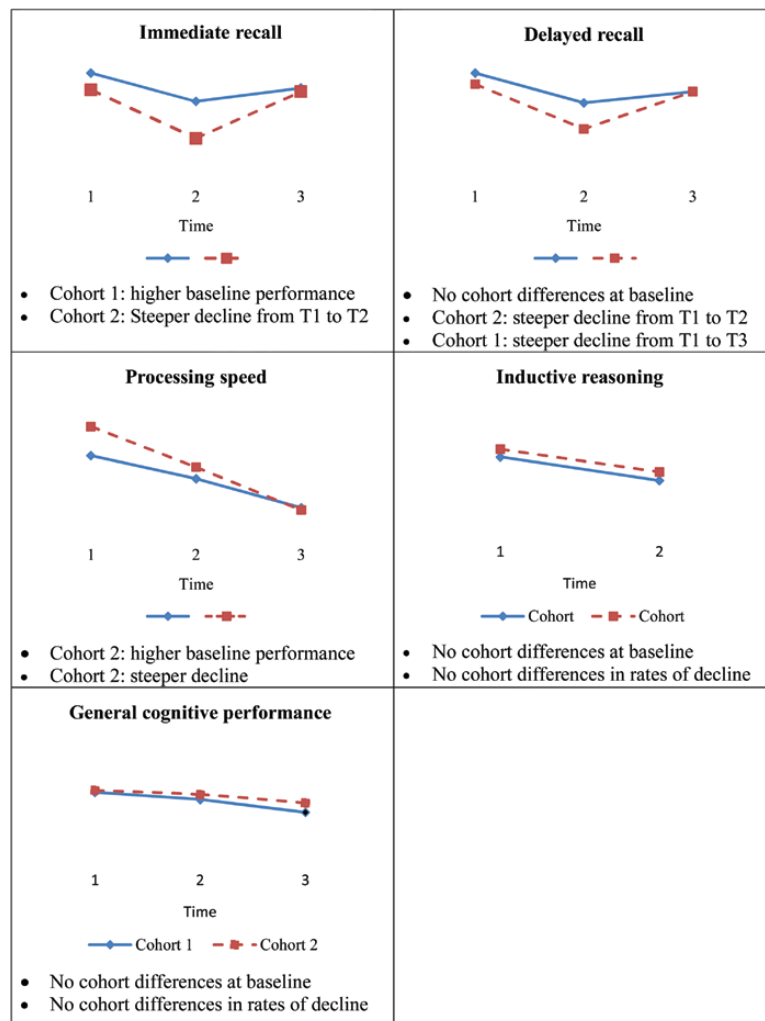 Immediate recall
1 2 3
Time
• Cohort 1: higher baseline performance
• Cohort 2: Steeper decline from T1 to T2
Delayed recall
1 2 3
Time
• No cohort differences at baseline
• Cohort 2: steeper decline from T1 to T2
• Cohort 1: steeper decline from T1 to T3
Processing speed
1 2 3
Time
• Cohort 2: higher baseline performance
• Cohort 2: steeper decline
Inductive reasoning
1 2
Time
Cohort Cohort
• No cohort differences at baseline
• No cohort differences in rates of decline
General cognitive performance
1 2 3
Time
Cohort 1 Cohort 2
• No cohort differences at baseline
• No cohort differences in rates of decline